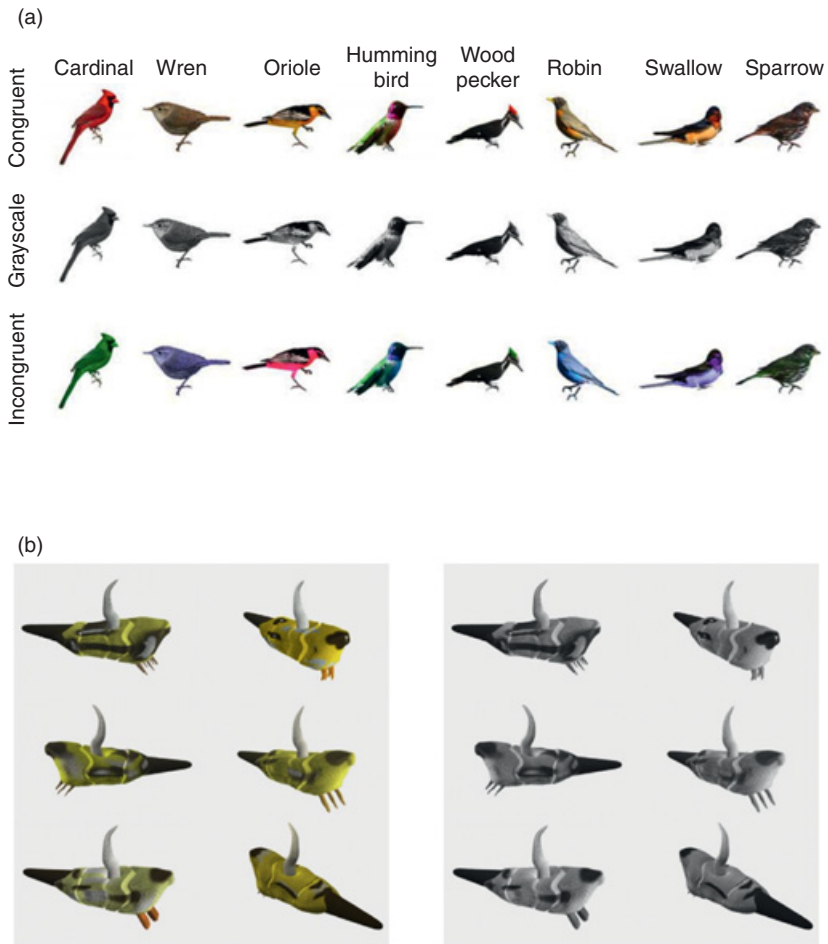 (a)
Cardinal
Wren
Oriole
Humming
bird
Wood
pecker
Robin
Swallow
Sparrow
Congruent
Grayscale
Incongruent
(b)